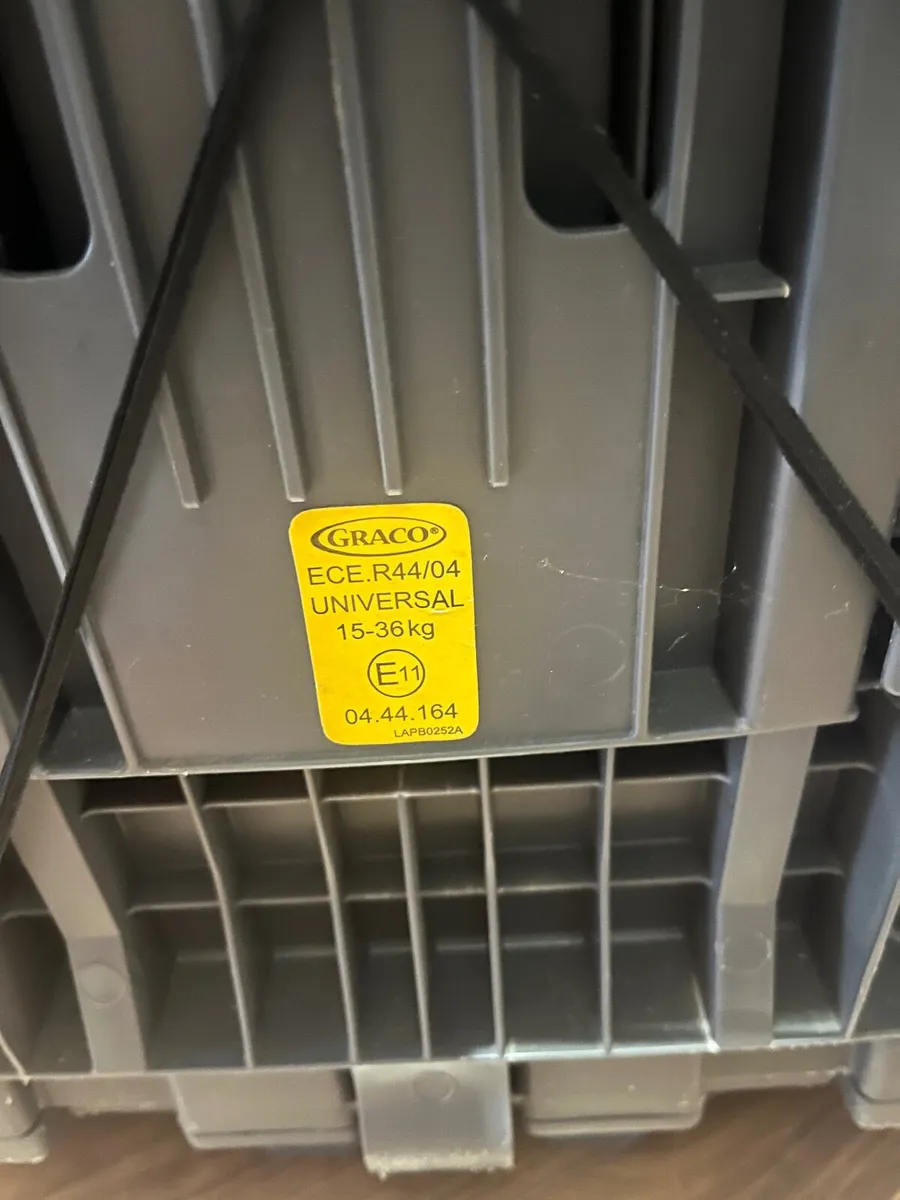 GRACO®
ECE.R44/04
UNIVERSAL
15-36kg
E11
04.44.164
LAPB0252A